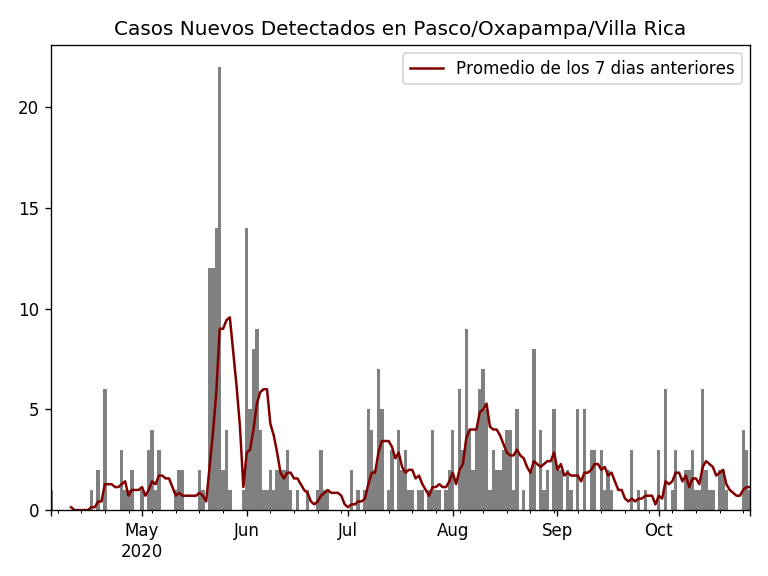 Casos Nuevos Detectados en Pasco/Oxapampa/Villa Rica
Promedio de los 7 dias anteriores
20
15
10
5
0
May Jun Jul Aug Sep Oct
2020